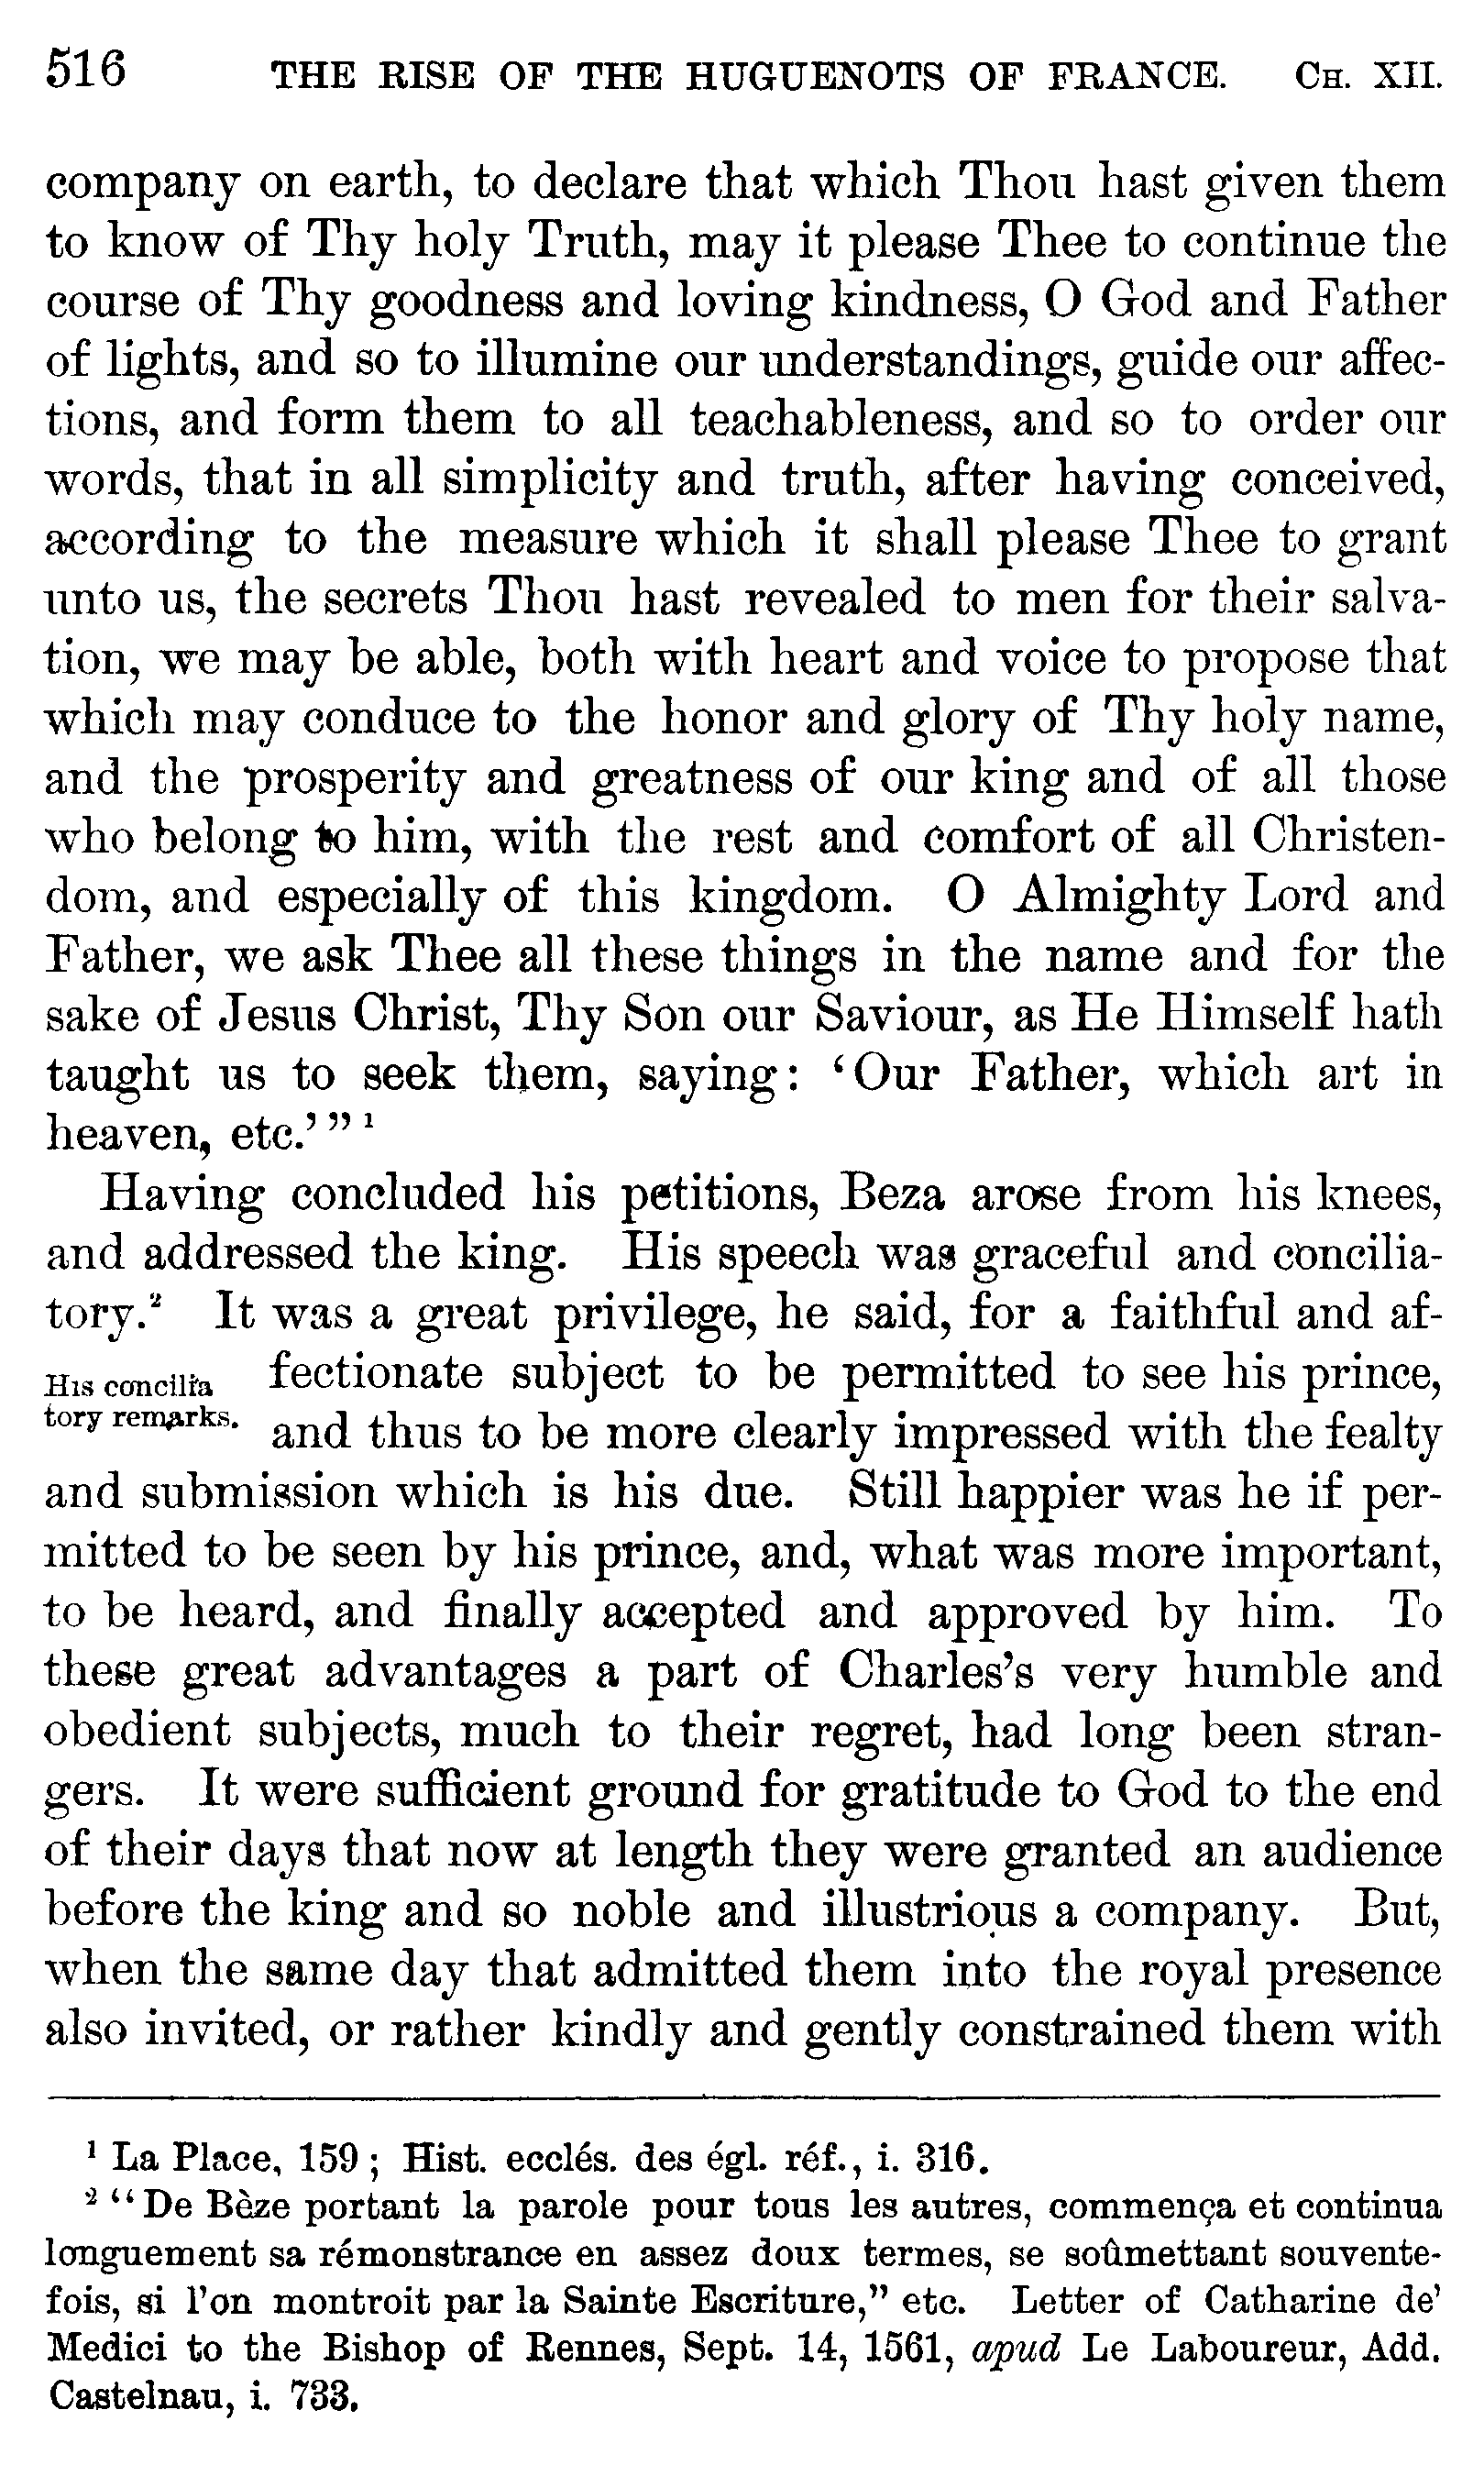 516 THE RISE OF THE HUGUENOTS OF FRANCE. CH. XII.
company on earth, to declare that which Thou hast given them
to know of Thy holy Truth, may it please Thee to continue the
course of Thy goodness and loving kindness, O God and Father
of lights, and so to illumine our understandings, guide our affec-
tions, and form them to all teachableness, and so to order our
words, that in all simplicity and truth, after having conceived,
according to the measure which it shall please Thee to grant
unto us, the secrets Thou hast revealed to men for their salva-
tion, we may be able, both with heart and voice to propose that
which may conduce to the honor and glory of Thy holy name,
and the prosperity and greatness of our king and of all those
who belong to him, with the rest and comfort of all Christen-
dom, and especially of this kingdom. O Almighty Lord and
Father, we ask Thee all these things in the name and for the
sake of Jesus Christ, Thy Son our Saviour, as He Himself hath
taught us to seek them, saying: ‘Our Father, which art in
heaven, etc.’” ¹
Having concluded his petitions, Beza arose from his knees,
and addressed the king. His speech was graceful and concilia-
tory.² It was a great privilege, he said, for a faithful and af-
His concilia
tory remarks.
fectionate subject to be permitted to see his prince,
and thus to be more clearly impressed with the fealty
and submission which is his due. Still happier was he if per-
mitted to be seen by his prince, and, what was more important,
to be heard, and finally accepted and approved by him. To
these great advantages a part of Charles’s very humble and
obedient subjects, much to their regret, had long been stran-
gers. It were sufficient ground for gratitude to God to the end
of their days that now at length they were granted an audience
before the king and so noble and illustrious a company. But,
when the same day that admitted them into the royal presence
also invited, or rather kindly and gently constrained them with
¹ La Place, 159; Hist. ecclés. des égl. réf., i. 316.
² “De Bèze portant la parole pour tous les autres, commença et continua
longuement sa rémonstrance en assez doux termes, se soûmettant souvente-
fois, si l’on montroit par la Sainte Escriture,” etc. Letter of Catharine de’
Medici to the Bishop of Rennes, Sept. 14, 1561, apud Le Laboureur, Add.
Castelnau, i. 733.